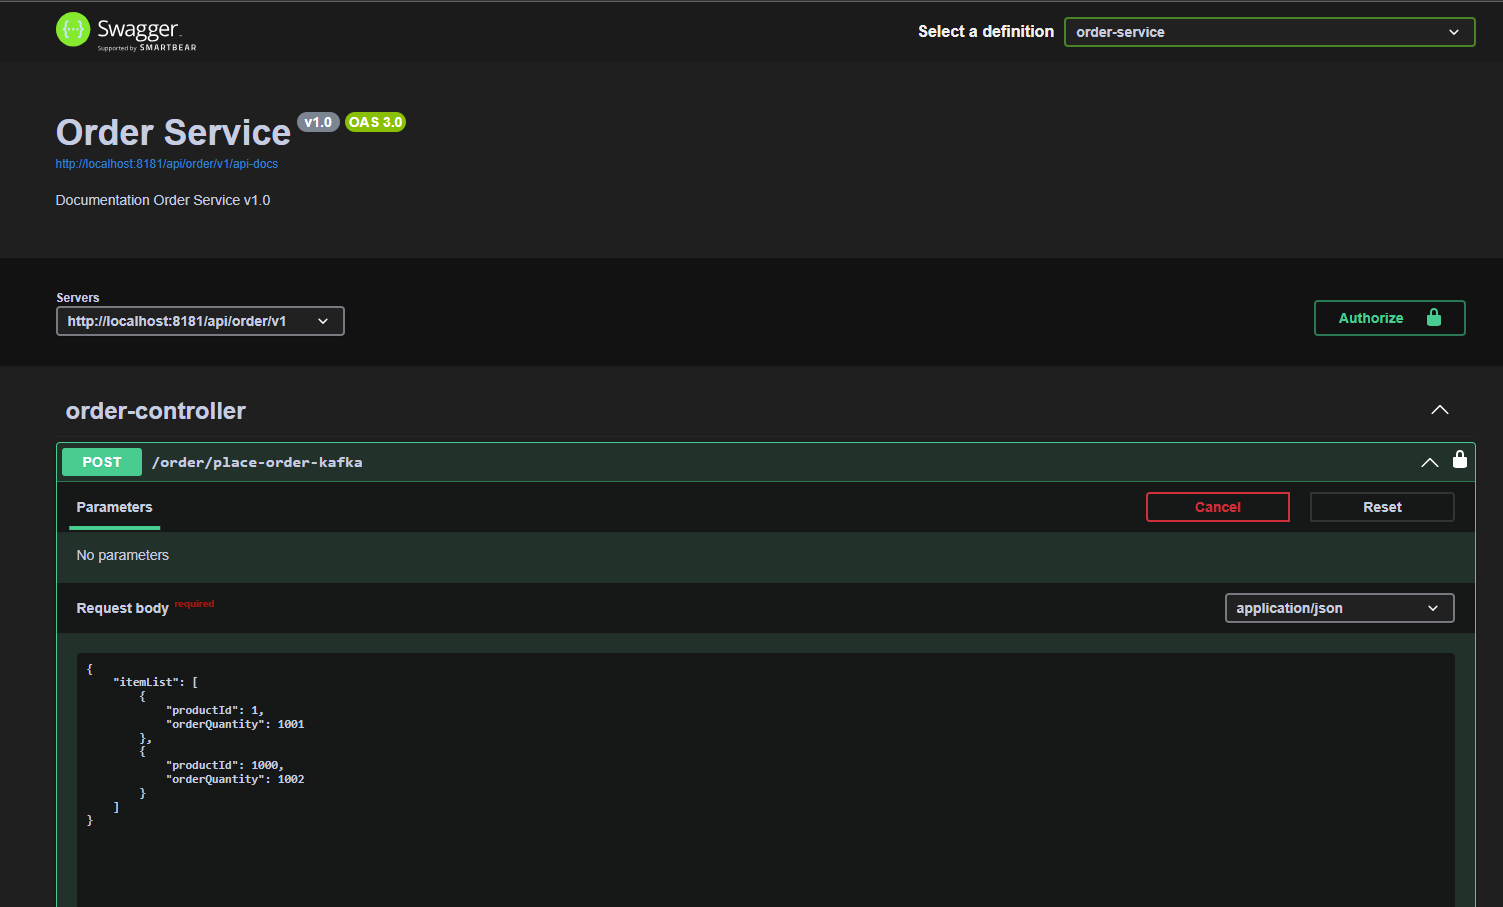 Swagger.
Supported by SMARTBEAR
Select a definition
order-service
Order Service v1.0 OAS 3.0
http://localhost:8181/api/order/v1/api-docs
Documentation Order Service v1.0
Servers
http://localhost:8181/api/order/v1
Authorize
order-controller
POST /order/place-order-kafka
Parameters
Cancel
Reset
No parameters
Request body required
application/json
{
    "itemList": [
        {
            "productId": 1,
            "orderQuantity": 1001
        },
        {
            "productId": 1000,
            "orderQuantity": 1002
        }
    ]
}